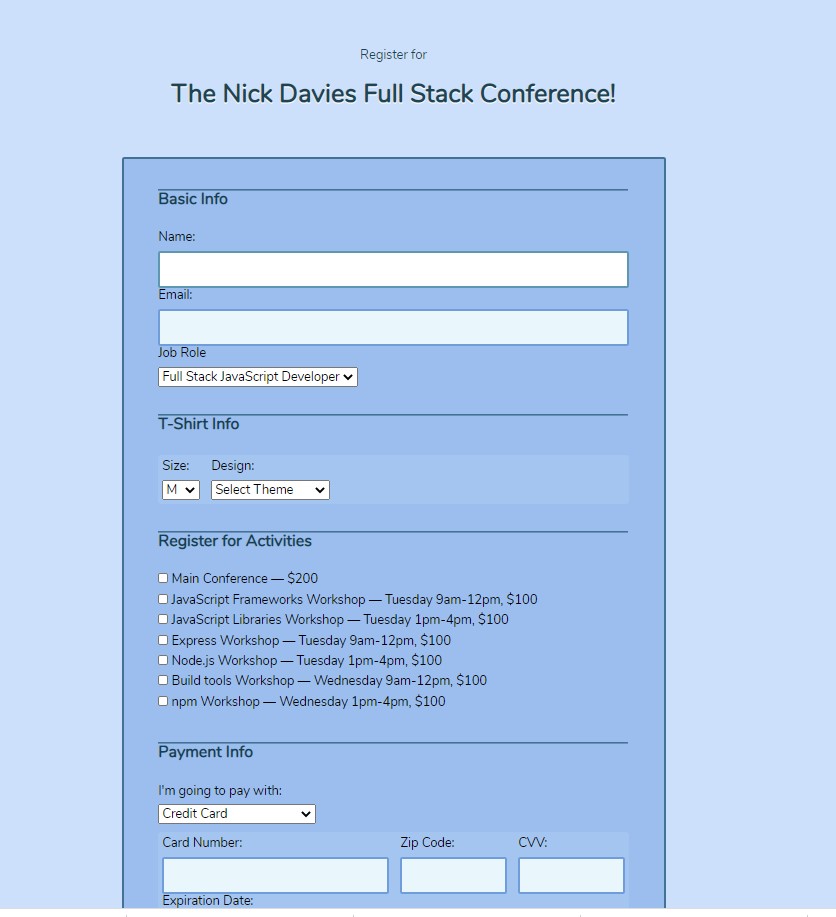 Register for
The Nick Davies Full Stack Conference!
Basic Info
Name:
Email:
Job Role
Full Stack JavaScript Developer
T-Shirt Info
Size: Design:
M Select Theme
Register for Activities
Main Conference — $200
JavaScript Frameworks Workshop — Tuesday 9am-12pm, $100
JavaScript Libraries Workshop — Tuesday 1pm-4pm, $100
Express Workshop — Tuesday 9am-12pm, $100
Node.js Workshop — Tuesday 1pm-4pm, $100
Build tools Workshop — Wednesday 9am-12pm, $100
npm Workshop — Wednesday 1pm-4pm, $100
Payment Info
I'm going to pay with:
Credit Card
Card Number: Zip Code: CVV:
Expiration Date: